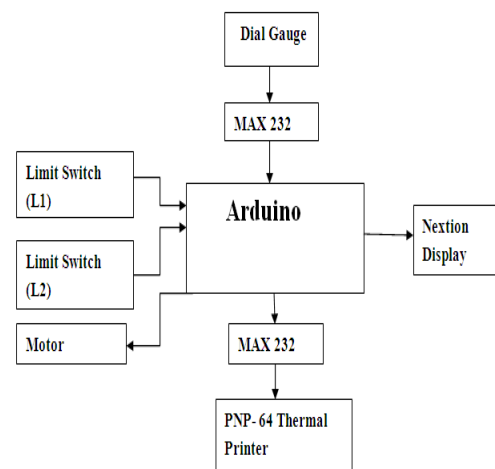 Dial Gauge
MAX 232
Limit Switch
(L1)
Arduino
Nextion
Display
Limit Switch
(L2)
Motor
MAX 232
PNP- 64 Thermal
Printer